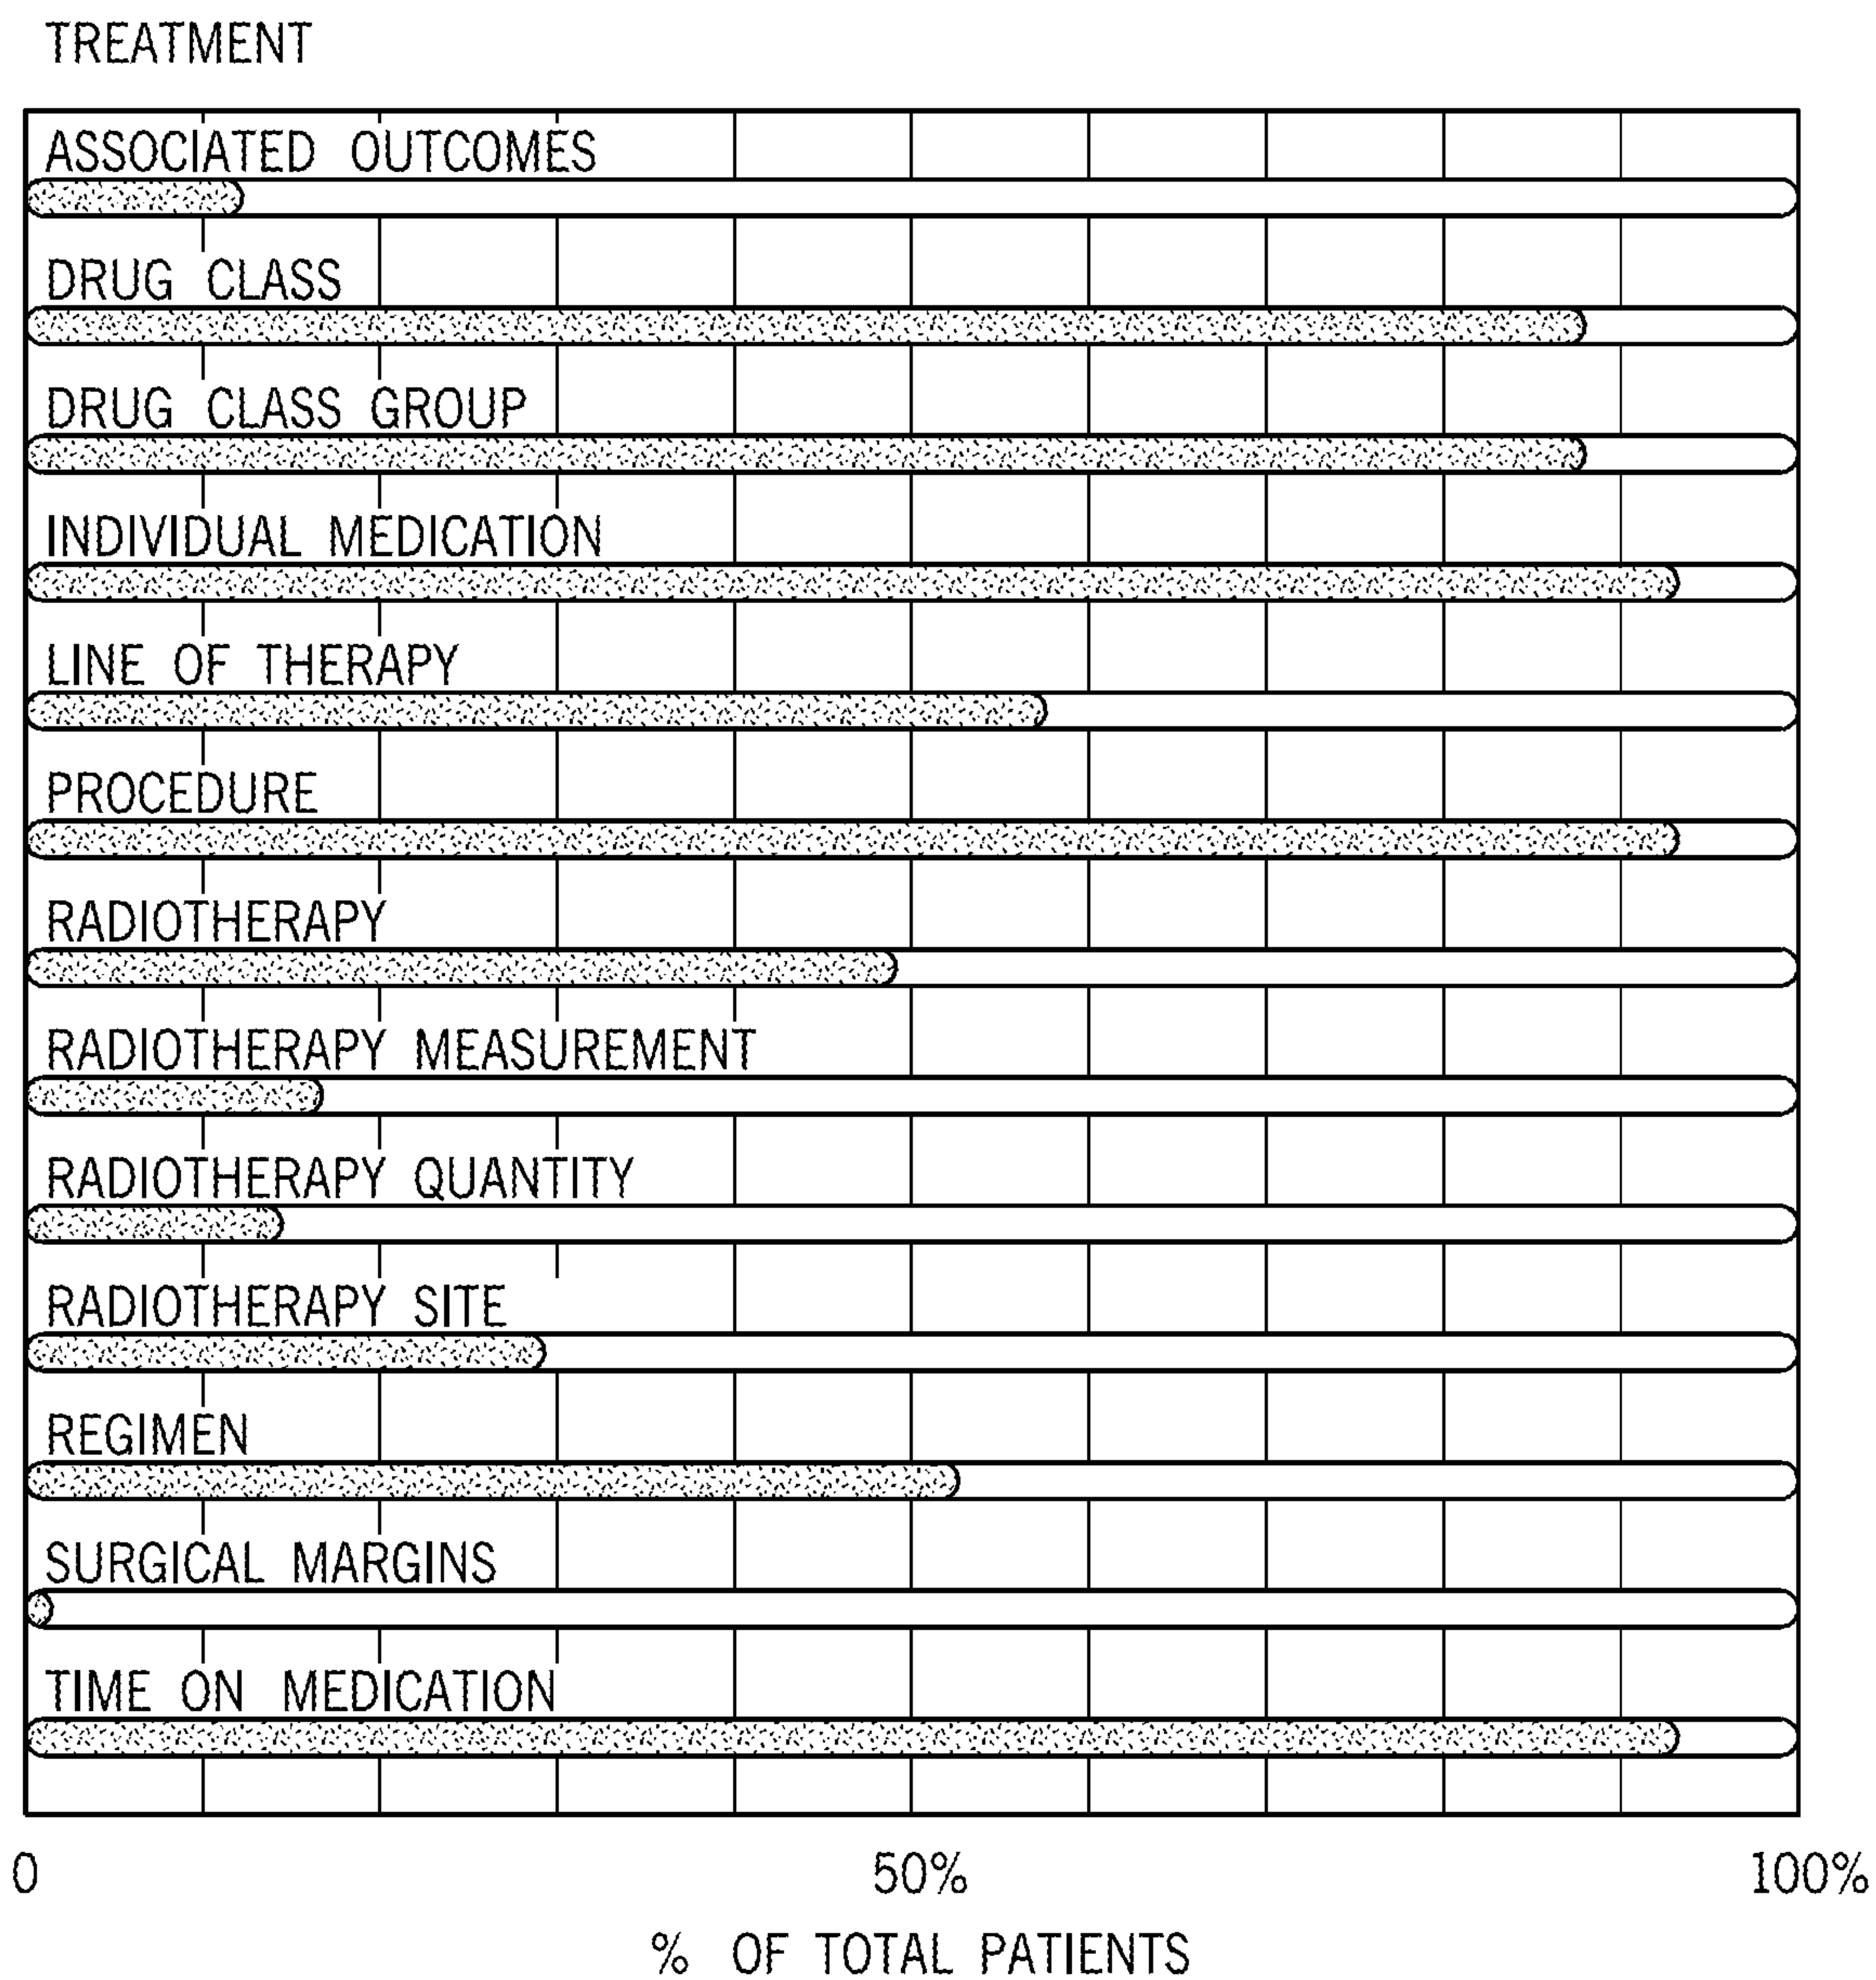 TREATMENT
ASSOCIATED OUTCOMES
DRUG CLASS
DRUG CLASS GROUP
INDIVIDUAL MEDICATION
LINE OF THERAPY
PROCEDURE
RADIOTHERAPY
RADIOTHERAPY MEASUREMENT
RADIOTHERAPY QUANTITY
RADIOTHERAPY SITE
REGIMEN
SURGICAL MARGINS
TIME ON MEDICATION
0 50% 100%
% OF TOTAL PATIENTS